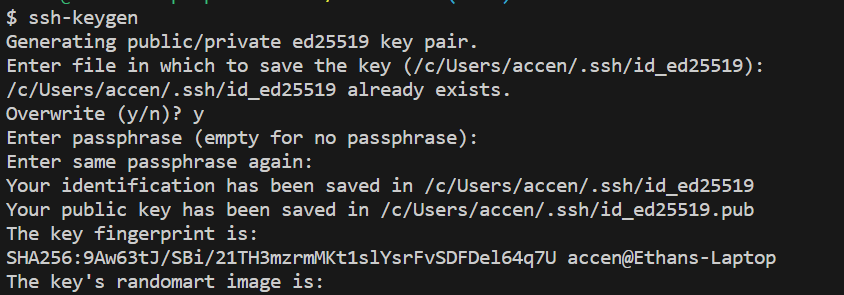 $ ssh-keygen
Generating public/private ed25519 key pair.
Enter file in which to save the key (/c/Users/accen/.ssh/id_ed25519):
/c/Users/accen/.ssh/id_ed25519 already exists.
Overwrite (y/n)? y
Enter passphrase (empty for no passphrase):
Enter same passphrase again:
Your identification has been saved in /c/Users/accen/.ssh/id_ed25519
Your public key has been saved in /c/Users/accen/.ssh/id_ed25519.pub
The key fingerprint is:
SHA256:9Aw63tJ/SBi/21TH3mzrmMKt1slYsrFvSDFDel64q7U accen@Ethans-Laptop
The key's randomart image is: